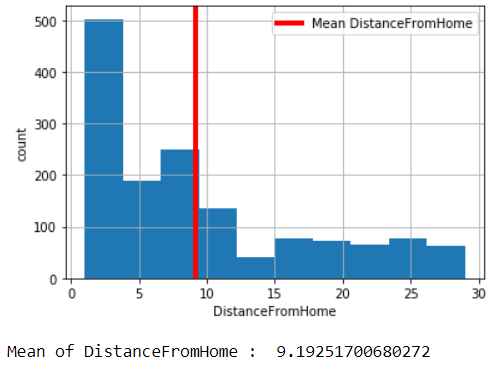 500
400
300
200
100
0
count
Mean DistanceFromHome
0 5 10 15 20 25 30
DistanceFromHome
Mean of DistanceFromHome :  9.19251700680272